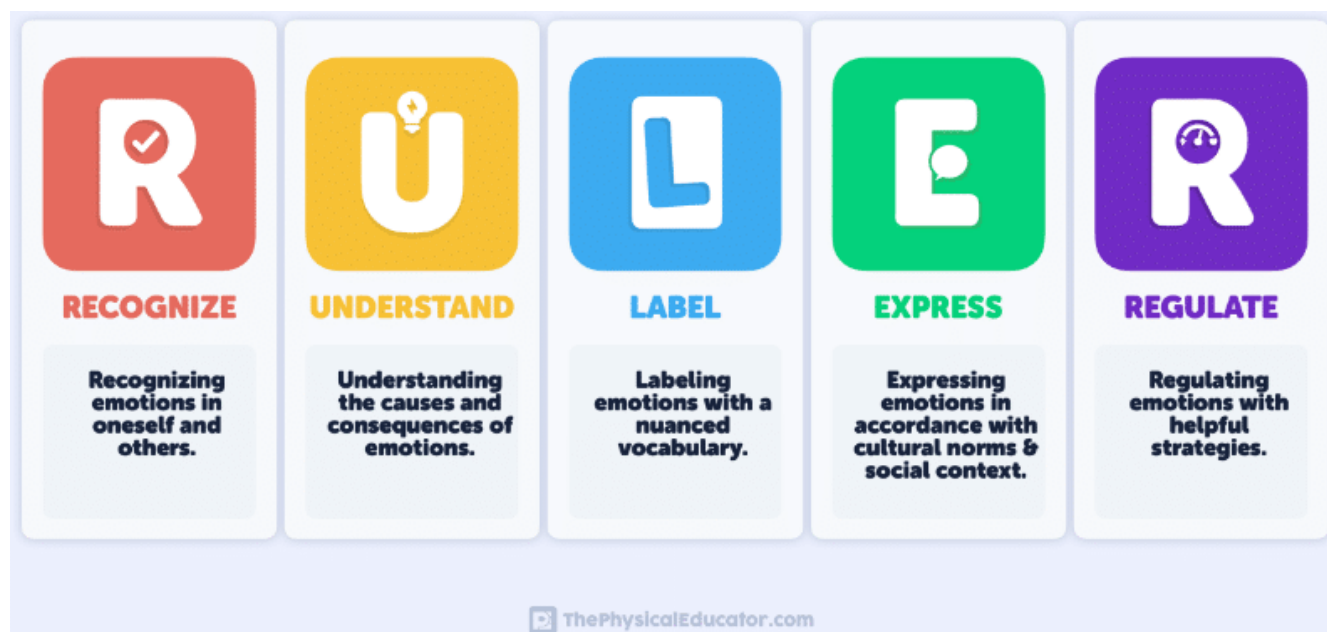 R
U
L
E
R
RECOGNIZE
UNDERSTAND
LABEL
EXPRESS
REGULATE
Recognizing
emotions in
oneself and
others.
Understanding
the causes and
consequences of
emotions.
Labeling
emotions with a
nuanced
vocabulary.
Expressing
emotions in
accordance with
cultural norms &
social context.
Regulating
emotions with
helpful
strategies.
ThePhysicalEducator.com